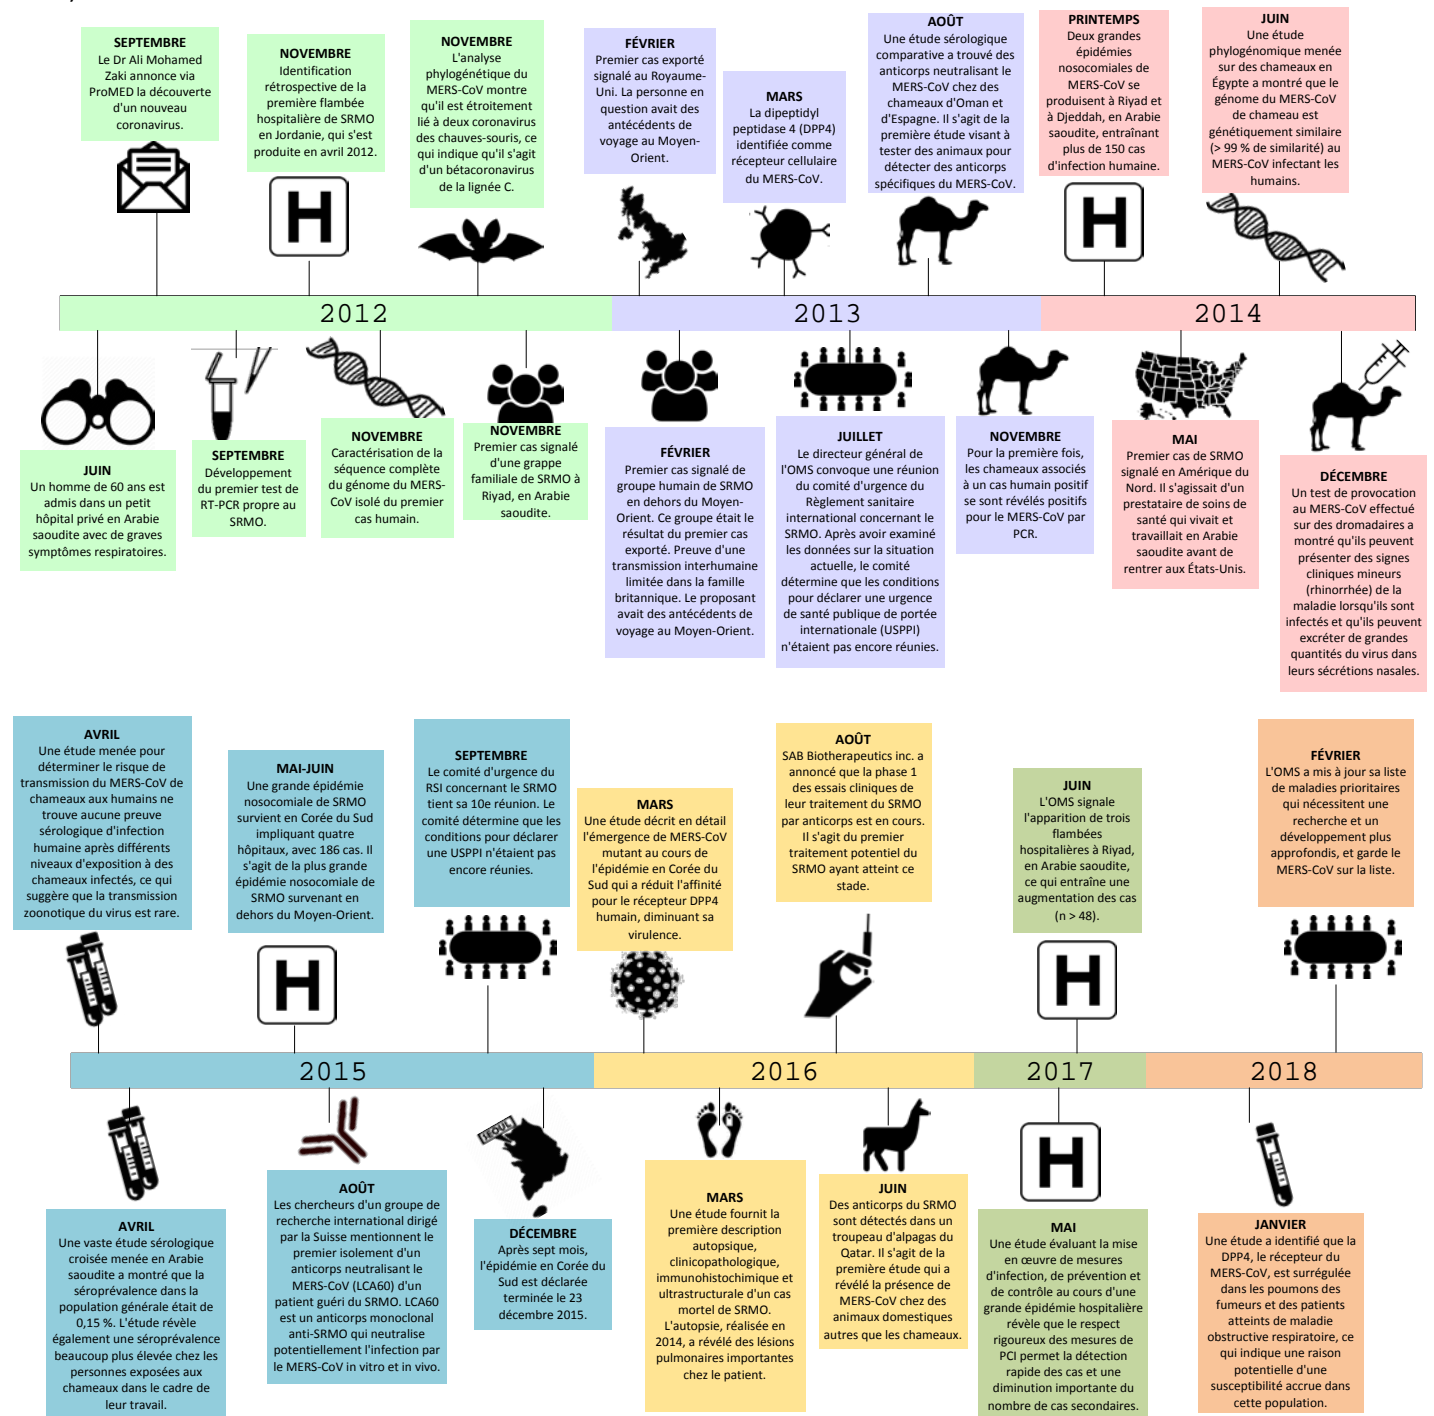 SEPTEMBRE
Le Dr Ali Mohamed
Zaki annonce via
ProMED la découverte
d'un nouveau
coronavirus.
NOVEMBRE
Identification
rétrospective de la
première flambée
hospitalière de SRMO
en Jordanie, qui s'est
produite en avril 2012.
NOVEMBRE
L'analyse
phylogénétique du
MERS-CoV montre
qu'il est étroitement
lié à deux coronavirus
des chauves-souris, ce
qui indique qu'il s'agit
d'un bétacoronavirus
de la lignée C.
FÉVRIER
Premier cas exporté
signalé au Royaume-
Uni. La personne en
question avait des
antécédents de
voyage au Moyen-
Orient.
MARS
La dipeptidyl
peptidase 4 (DPP4)
identifiée comme
récepteur cellulaire
du MERS-CoV.
AOÛT
Une étude sérologique
comparative a trouvé des
anticorps neutralisant le
MERS-CoV chez des
chameaux d'Oman et
d'Espagne. Il s'agit de la
première étude visant à
tester des animaux pour
détecter des anticorps
spécifiques du MERS-CoV.
PRINTEMPS
Deux grandes
épidémies
nosocomiales de
MERS-CoV se
produisent à Riyad et
à Djeddah, en Arabie
saoudite, entraînant
plus de 150 cas
d'infection humaine.
JUIN
Une étude
phylogénomique menée
sur des chameaux en
Égypte a montré que le
génome du MERS-CoV
de chameau est
génétiquement similaire
(> 99 % de similarité) au
MERS-CoV infectant les
humains.
H
H
2012
2013
2014
JUIN
Un homme de 60 ans est
admis dans un petit
hôpital privé en Arabie
saoudite avec de graves
symptômes respiratoires.
SEPTEMBRE
Développement
du premier test de
RT-PCR propre au
SRMO.
NOVEMBRE
Caractérisation de la
séquence complète
du génome du MERS-
CoV isolé du premier
cas humain.
NOVEMBRE
Premier cas signalé
d'une grappe
familiale de SRMO à
Riyad, en Arabie
saoudite.
FÉVRIER
Premier cas signalé de
groupe humain de SRMO
en dehors du Moyen-
Orient. Ce groupe était le
résultat du premier cas
exporté. Preuve d'une
transmission interhumaine
limitée dans la famille
britannique. Le proposant
avait des antécédents de
voyage au Moyen-Orient.
JUILLET
Le directeur général de
l'OMS convoque une réunion
du comité d'urgence du
Règlement sanitaire
international concernant le
SRMO. Après avoir examiné
les données sur la situation
actuelle, le comité
détermine que les conditions
pour déclarer une urgence
de santé publique de portée
internationale (USPPI)
n'étaient pas encore réunies.
NOVEMBRE
Pour la première fois,
les chameaux associés
à un cas humain positif
se sont révélés positifs
pour le MERS-CoV par
PCR.
MAI
Premier cas de SRMO
signalé en Amérique du
Nord. Il s'agissait d'un
prestataire de soins de
santé qui vivait et
travaillait en Arabie
saoudite avant de
rentrer aux États-Unis.
DÉCEMBRE
Un test de provocation
au MERS-CoV effectué
sur des dromadaires a
montré qu'ils peuvent
présenter des signes
cliniques mineurs
(rhinorrhée) de la
maladie lorsqu'ils sont
infectés et qu'ils peuvent
excréter de grandes
quantités du virus dans
leurs sécrétions nasales.
AVRIL
Une étude menée pour
déterminer le risque de
transmission du MERS-CoV de
chameaux aux humains ne
trouve aucune preuve
sérologique d'infection
humaine après différents
niveaux d'exposition à des
chameaux infectés, ce qui
suggère que la transmission
zoonotique du virus est rare.
MAI-JUIN
Une grande épidémie
nosocomiale de SRMO
survient en Corée du Sud
impliquant quatre
hôpitaux, avec 186 cas. Il
s'agit de la plus grande
épidémie nosocomiale de
SRMO survenant en
dehors du Moyen-Orient.
SEPTEMBRE
Le comité d'urgence du
RSI concernant le SRMO
tient sa 10e réunion. Le
comité détermine que les
conditions pour déclarer
une USPPI n'étaient pas
encore réunies.
MARS
Une étude décrit en détail
l'émergence de MERS-CoV
mutant au cours de
l'épidémie en Corée du
Sud qui a réduit l'affinité
pour le récepteur DPP4
humain, diminuant sa
virulence.
AOÛT
SAB Biotherapeutics inc. a
annoncé que la phase 1
des essais cliniques de
leur traitement du SRMO
par anticorps est en cours.
Il s'agit du premier
traitement potentiel du
SRMO ayant atteint ce
stade.
JUIN
L'OMS signale
l'apparition de trois
flambées
hospitalières à Riyad,
en Arabie saoudite,
ce qui entraîne une
augmentation des cas
(n > 48).
FÉVRIER
L'OMS a mis à jour sa liste
de maladies prioritaires
qui nécessitent une
recherche et un
développement plus
approfondis, et garde le
MERS-CoV sur la liste.
H
H
2015
2016
2017
2018
SEOUL
H
AVRIL
Une vaste étude sérologique
croisée menée en Arabie
saoudite a montré que la
séroprévalence dans la
population générale était de
0,15 %. L'étude révèle
également une séroprévalence
beaucoup plus élevée chez les
personnes exposées aux
chameaux dans le cadre de
leur travail.
AOÛT
Les chercheurs d'un groupe de
recherche international dirigé
par la Suisse mentionnent le
premier isolement d'un
anticorps neutralisant le
MERS-CoV (LCA60) d'un
patient guéri du SRMO. LCA60
est un anticorps monoclonal
anti-SRMO qui neutralise
potentiellement l'infection par
le MERS-CoV in vitro et in vivo.
DÉCEMBRE
Après sept mois,
l'épidémie en Corée du
Sud est déclarée
terminée le 23
décembre 2015.
MARS
Une étude fournit la
première description
autopsique,
clinicopathologique,
immunohistochimique et
ultrastructurale d'un cas
mortel de SRMO.
L'autopsie, réalisée en
2014, a révélé des lésions
pulmonaires importantes
chez le patient.
JUIN
Des anticorps du SRMO
sont détectés dans un
troupeau d'alpagas du
Qatar. Il s'agit de la
première étude qui a
révélé la présence de
MERS-CoV chez des
animaux domestiques
autres que les chameaux.
MAI
Une étude évaluant la mise
en œuvre de mesures
d'infection, de prévention et
de contrôle au cours d'une
grande épidémie hospitalière
révèle que le respect
rigoureux des mesures de
PCI permet la détection
rapide des cas et une
diminution importante du
nombre de cas secondaires.
JANVIER
Une étude a identifié que la
DPP4, le récepteur du
MERS-CoV, est surrégulée
dans les poumons des
fumeurs et des patients
atteints de maladie
obstructive respiratoire, ce
qui indique une raison
potentielle d'une
susceptibilité accrue dans
cette population.